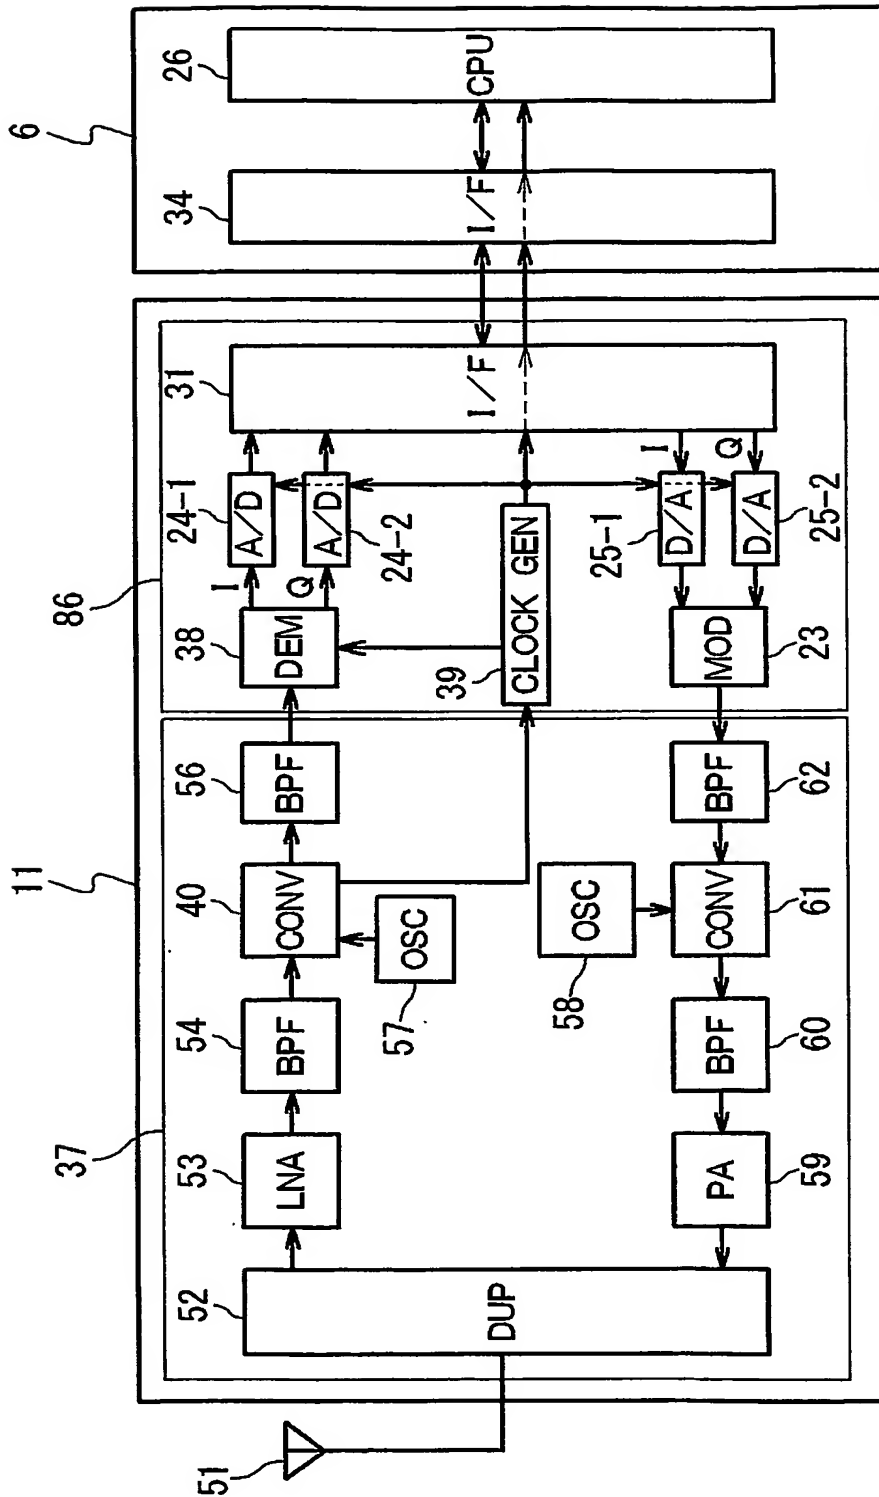 11
6
37
86
52
53
54
40
56
38
24-1
31
34
26
DUP
LNA
BPF
CONV
BPF
DEM
I
A/D
Q
A/D
24-2
I/F
I/F
CPU
51
57
OSC
39
CLOCK GEN
58
OSC
25-1
I
D/A
Q
D/A
25-2
PA
BPF
CONV
BPF
MOD
59
60
61
62
23